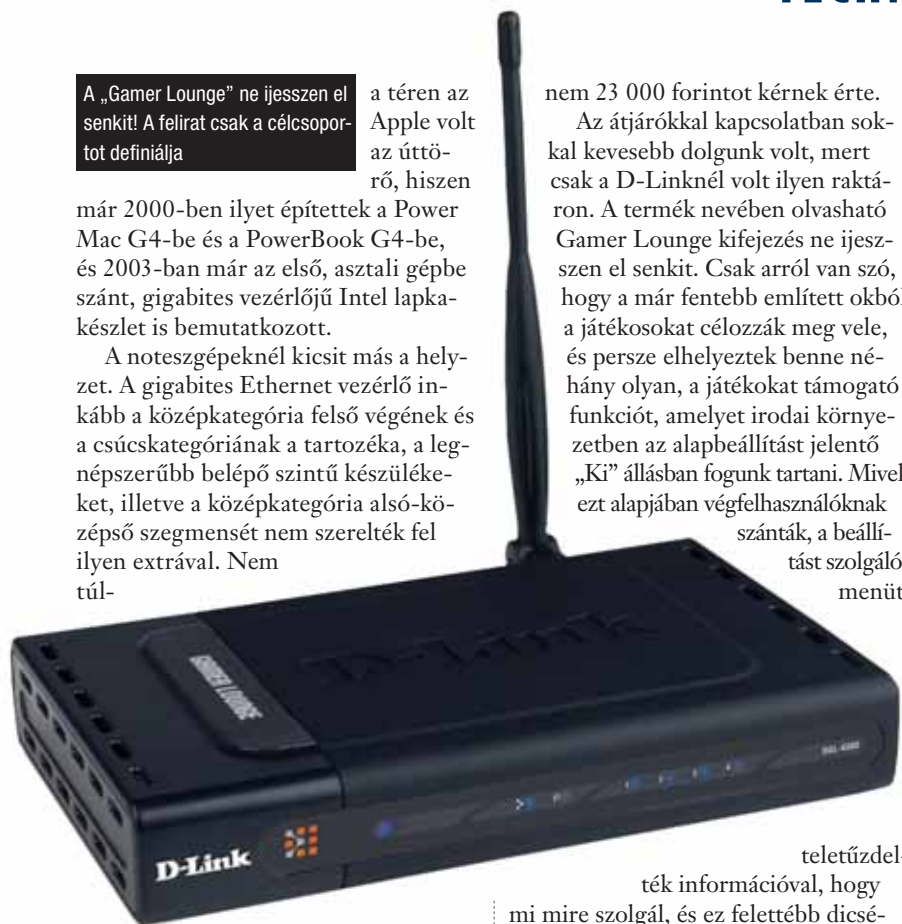 A „Gamer Lounge” ne ijesszen el
senkit! A felirat csak a célcsopor-
tot definiálja
a téren az
Apple volt
az úttö-
rő, hiszen
már 2000-ben ilyet építettek a Power
Mac G4-be és a PowerBook G4-be,
és 2003-ban már az első, asztali gépbe
szánt, gigabites vezérlőjű Intel lapka-
készlet is bemutatkozott.
A noteszgépeknél kicsit más a hely-
zet. A gigabites Ethernet vezérlő in-
kább a középkategória felső végének és
a csúcskategóriának a tartozéka, a leg-
népszerűbb belépő szintű készüléke-
ket, illetve a középkategória alsó-kö-
zépső szegmensét nem szerelték fel
ilyen extrával. Nem
túl-
nem 23 000 forintot kérnek érte.
Az átjárókkal kapcsolatban sok-
kal kevesebb dolgunk volt, mert
csak a D-Linknél volt ilyen raktá-
ron. A termék nevében olvasható
Gamer Lounge kifejezés ne ijesz-
szen el senkit. Csak arról van szó,
hogy a már fentebb említett okból
a játékosokat célozzák meg vele,
és persze elhelyeztek benne né-
hány olyan, a játékokat támogató
funkciót, amelyet irodai környe-
zetben az alapbeállítást jelentő
„Ki” állásban fogunk tartani. Mivel
ezt alapjában végfelhasználóknak
szánták, a beállí-
tást szolgáló
menüt
teletűzdel-
ték információval, hogy
mi mire szolgál, és ez felettébb dicsé-
D-Link
GAMER LOUNGE
D-Link